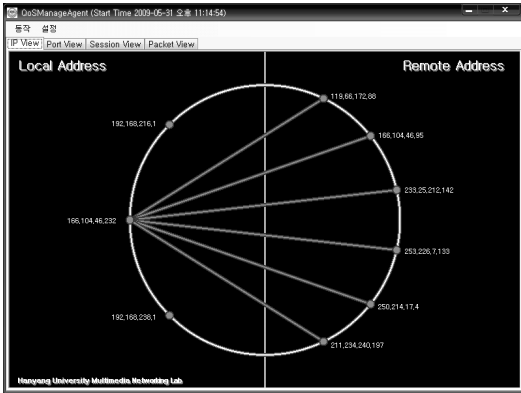 QoSManageAgent (Start Time 2009-05-31 오후 11:14:54)
동작 설정
IP View Port View Session View Packet View
Local Address Remote Address
119,66,172,88
192,168,216,1
166,104,46,95
233,25,212,142
166,104,46,232
253,226,7,133
250,214,17,4
192,168,238,1
211,234,240,197
Hanyang University Multimedia Networking Lab